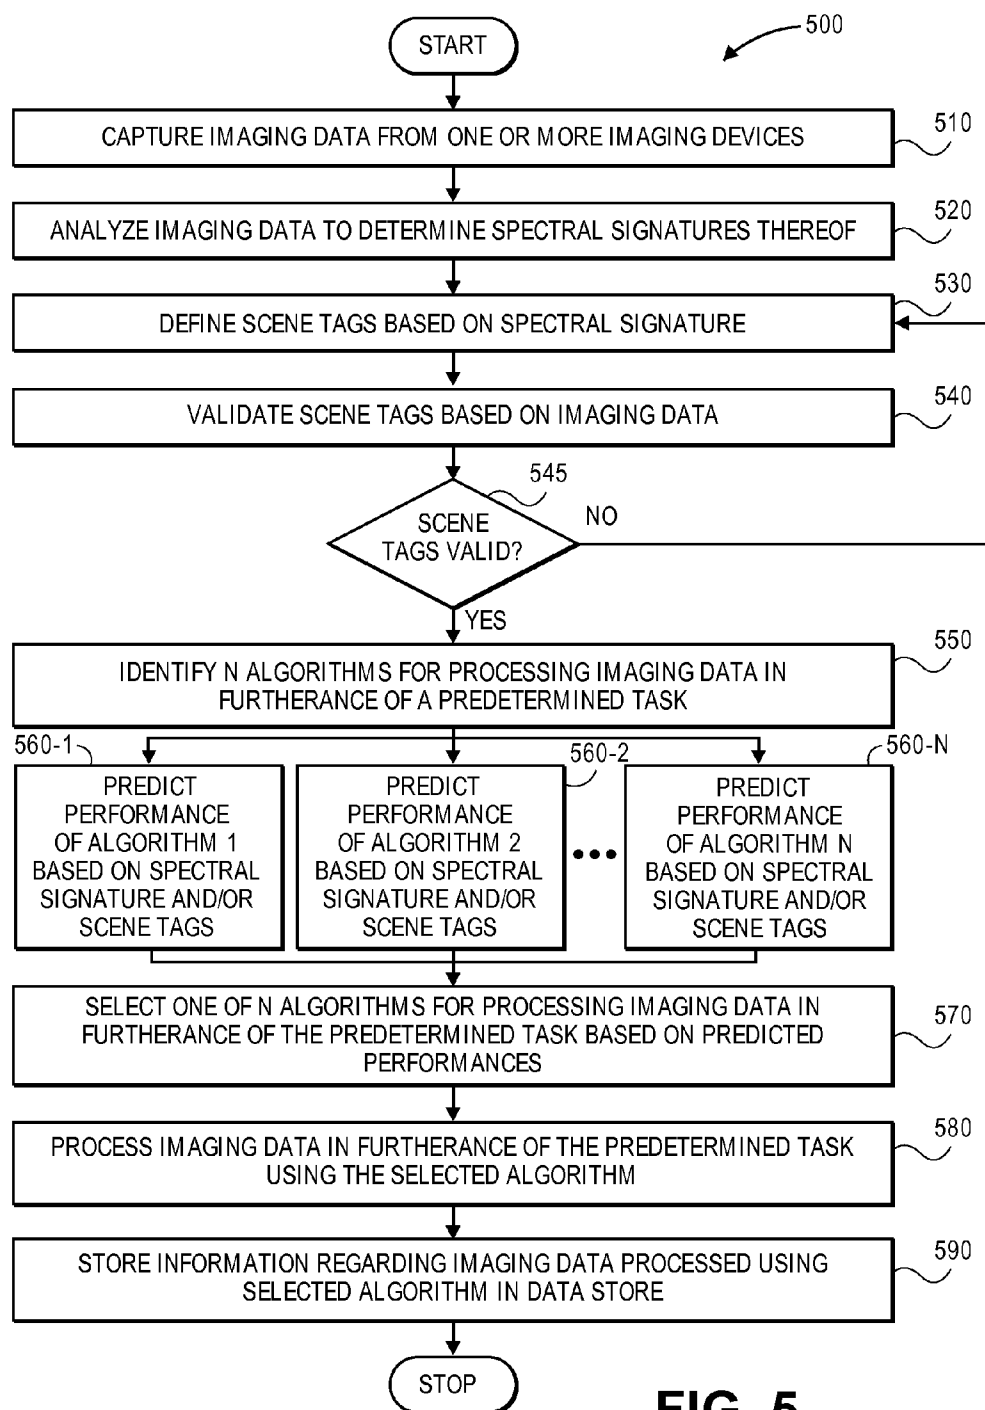 START
500
CAPTURE IMAGING DATA FROM ONE OR MORE IMAGING DEVICES
510
ANALYZE IMAGING DATA TO DETERMINE SPECTRAL SIGNATURES THEREOF
520
DEFINE SCENE TAGS BASED ON SPECTRAL SIGNATURE
530
VALIDATE SCENE TAGS BASED ON IMAGING DATA
540
545
SCENE
TAGS VALID?
NO
YES
IDENTIFY N ALGORITHMS FOR PROCESSING IMAGING DATA IN
FURTHERANCE OF A PREDETERMINED TASK
550
560-1
PREDICT
PERFORMANCE
OF ALGORITHM 1
BASED ON SPECTRAL
SIGNATURE AND/OR
SCENE TAGS
560-2
PREDICT
PERFORMANCE
OF ALGORITHM 2
BASED ON SPECTRAL
SIGNATURE AND/OR
SCENE TAGS
560-N
PREDICT
PERFORMANCE
OF ALGORITHM N
BASED ON SPECTRAL
SIGNATURE AND/OR
SCENE TAGS
SELECT ONE OF N ALGORITHMS FOR PROCESSING IMAGING DATA IN
FURTHERANCE OF THE PREDETERMINED TASK BASED ON PREDICTED
PERFORMANCES
570
PROCESS IMAGING DATA IN FURTHERANCE OF THE PREDETERMINED TASK
USING THE SELECTED ALGORITHM
580
STORE INFORMATION REGARDING IMAGING DATA PROCESSED USING
SELECTED ALGORITHM IN DATA STORE
590
STOP
FIG. 5